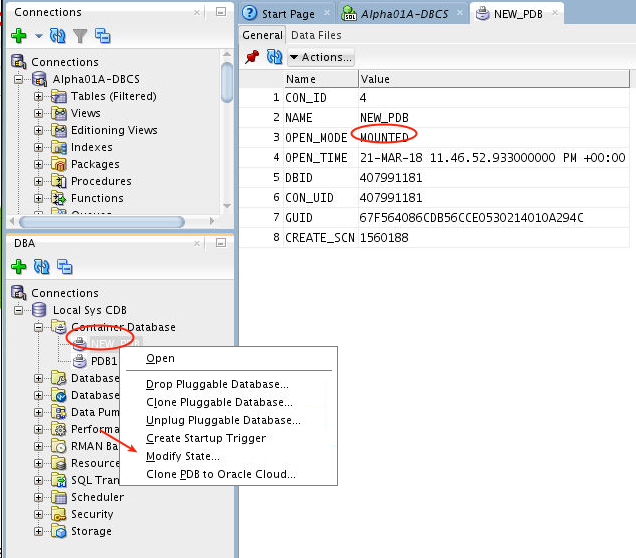 Connections
Connections
Alpha01A-DBCS
Tables (Filtered)
Views
Editioning Views
Indexes
Packages
Procedures
Functions
Queues
DBA
Connections
Local Sys CDB
Container Database
NEW_PDB
PDB1
Database
Database
Data Pum
Performa
RMAN Ba
Resource
SQL Tran
Scheduler
Security
Storage
Open
Drop Pluggable Database...
Clone Pluggable Database...
Unplug Pluggable Database...
Create Startup Trigger
Modify State...
Clone PDB to Oracle Cloud...
Start Page
Alpha01A-DBCS
NEW_PDB
General Data Files
Actions...
Name Value
1 CON_ID 4
2 NAME NEW_PDB
3 OPEN_MODE MOUNTED
4 OPEN_TIME 21-MAR-18 11.46.52.933000000 PM +00:00
5 DBID 407991181
6 CON_UID 407991181
7 GUID 67F564086CDB56CCE0530214010A294C
8 CREATE_SCN 1560188